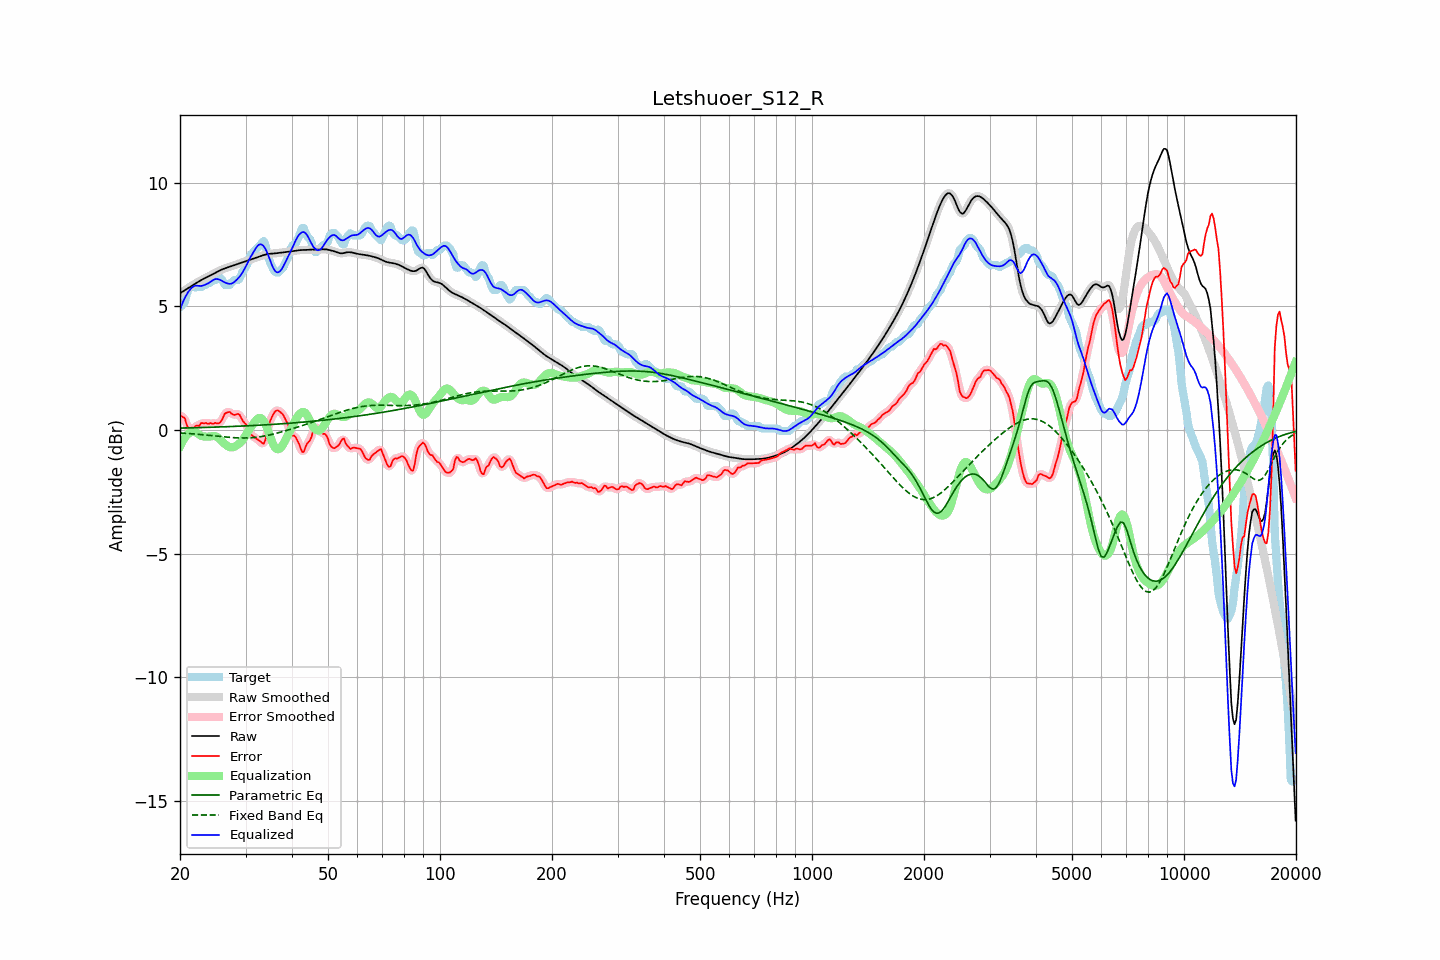 Letshuoer_S12_R
Amplitude (dBr)
10
5
0
−5
−10
−15
Target
Raw Smoothed
Error Smoothed
Raw
Error
Equalization
Parametric Eq
Fixed Band Eq
Equalized
20 50 100 200 500 1000 2000 5000 10000 20000
Frequency (Hz)